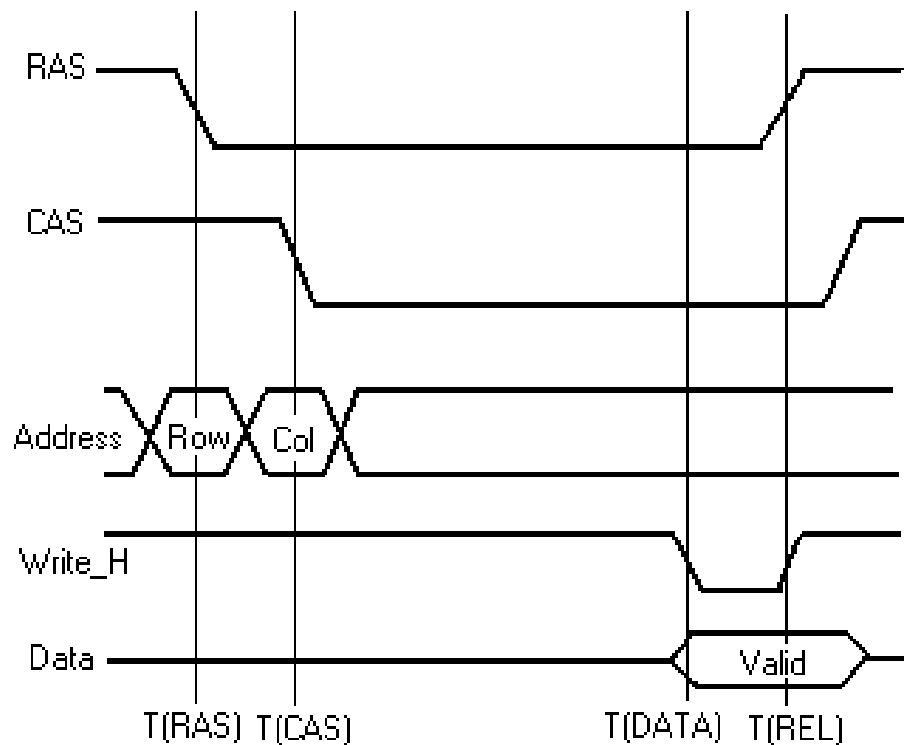 RAS
CAS
Address Row Col
Write_H
Data Valid
T(RAS) T(CAS) T(DATA) T(REL)